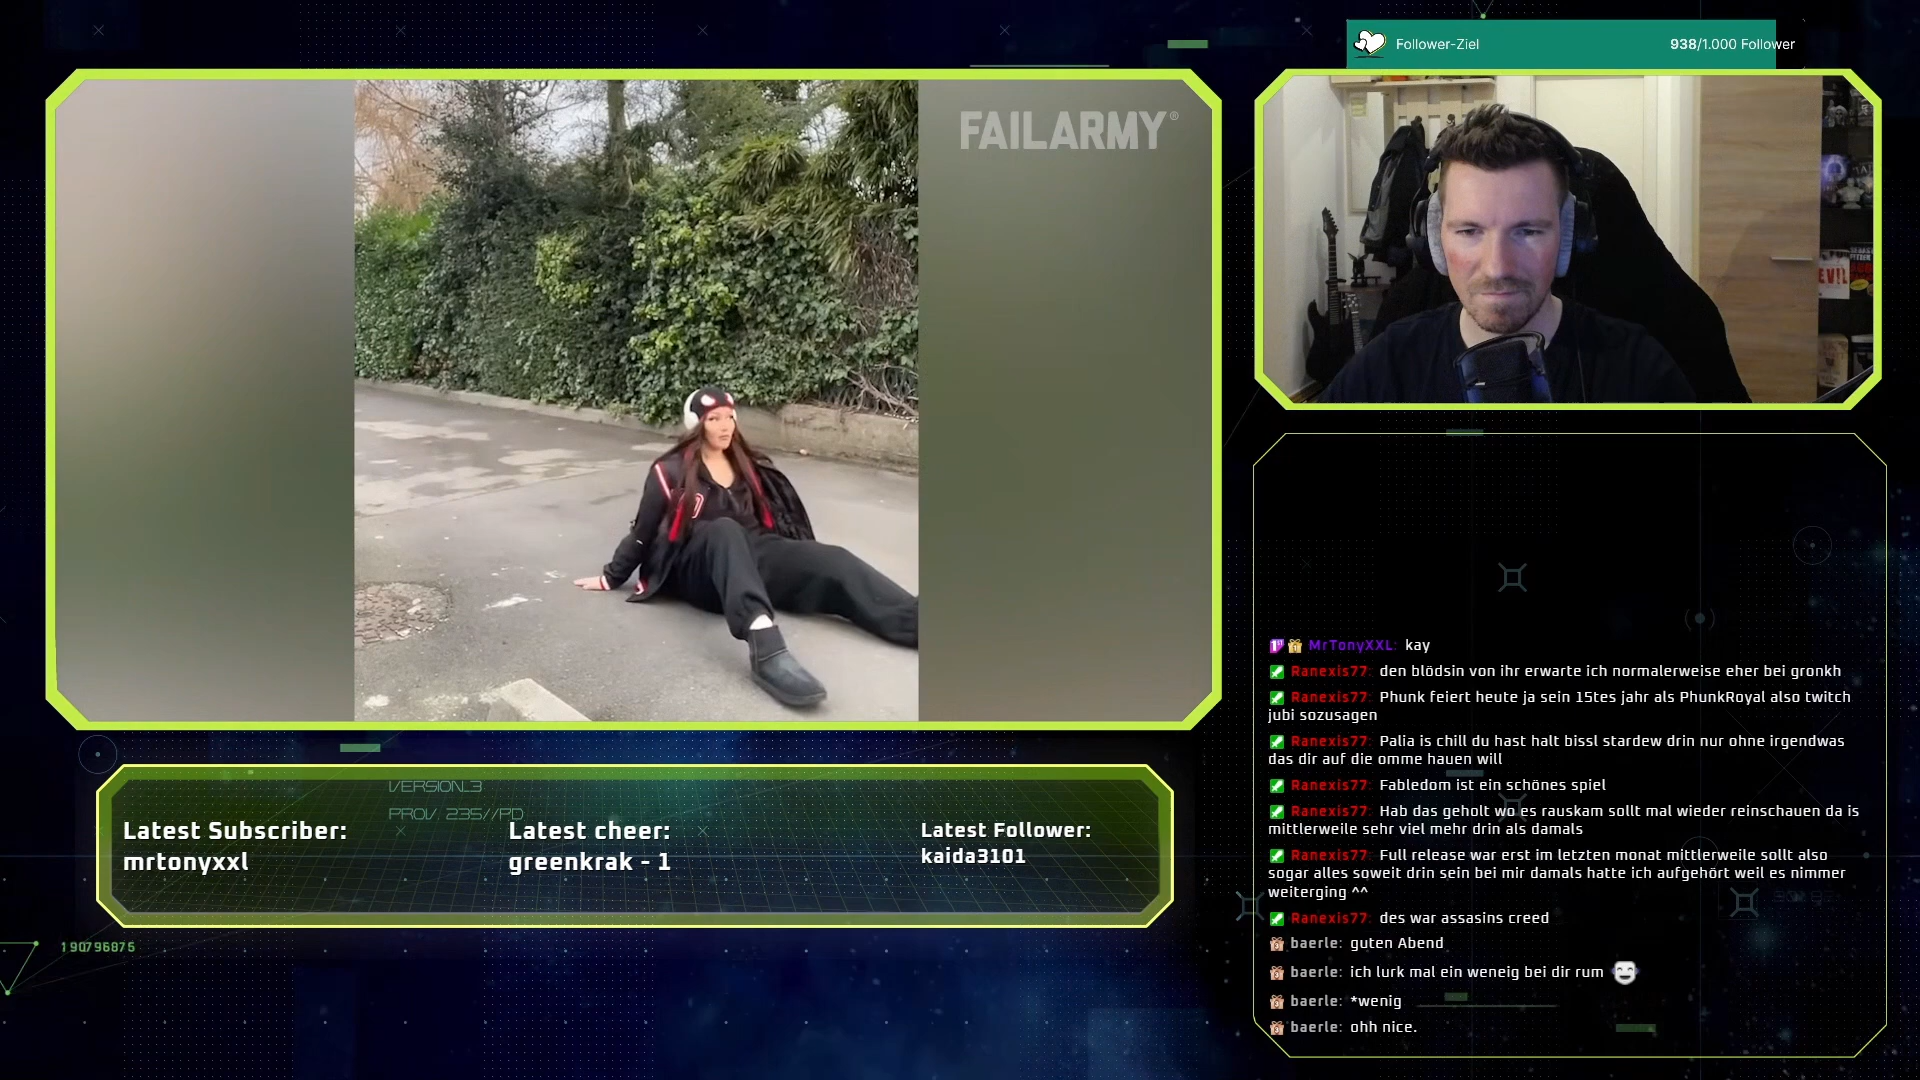 Follower-Ziel
938/1.000 Follower
FAILARMY®
EVIL
MrTonyXXL: kay
Ranexis77: den blödsin von ihr erwarte ich normalerweise eher bei gronkh
Ranexis77: Phunk feiert heute ja sein 15tes jahr als PhunkRoyal also twitch
jubi sozusagen
Ranexis77: Palia is chill du hast halt bissl stardew drin nur ohne irgendwas
das dir auf die omme hauen will
Ranexis77: Fabledom ist ein schönes spiel
Ranexis77: Hab das geholt wo es rauskam sollt mal wieder reinschauen da is
mittlerweile sehr viel mehr drin als damals
Ranexis77: Full release war erst im letzten monat mittlerweile sollt also
sogar alles soweit drin sein bei mir damals hatte ich aufgehört weil es nimmer
weiterging ^^
Ranexis77: des war assasins creed
baerle: guten Abend
baerle: ich lurk mal ein weneig bei dir rum
baerle: *wenig
baerle: ohh nice.
VERSION_3
PROV. 235//PD
Latest Subscriber:
mrtonyxxl
Latest cheer:
greenkrak - 1
Latest Follower:
kaida3101
190796875